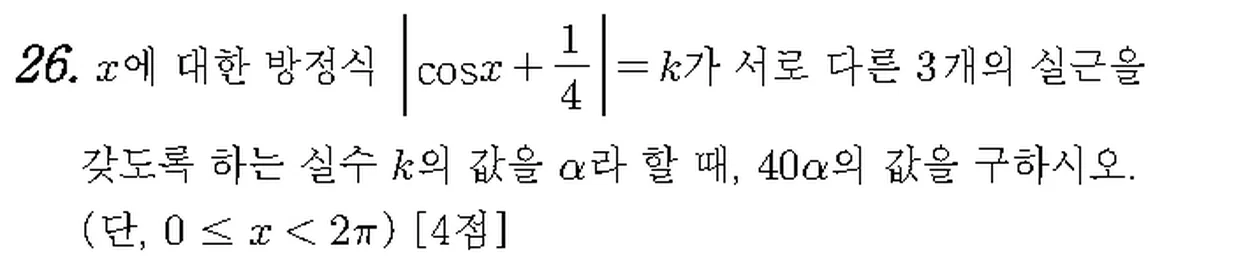 26. x에 대한 방정식 |cosx + 1/4| = k가 서로 다른 3개의 실근을
갖도록 하는 실수 k의 값을 α라 할 때, 40α의 값을 구하시오.
(단, 0 ≤ x < 2π) [4점]